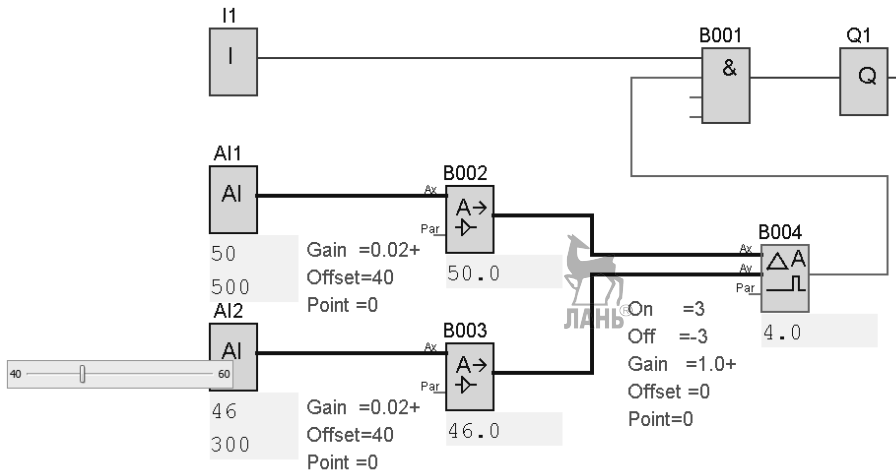 I1
I
B001
&
Q1
Q
AI1
AI
50
500
Gain =0.02+
Offset=40
Point =0
B002
Ax
A→
Par
50.0
AI2
AI
40
60
46
300
Gain =0.02+
Offset=40
Point =0
B003
Ax
A→
Par
46.0
ЛАНЬ®
B004
Ax
Ay
Par
△A
4.0
On =3
Off =-3
Gain =1.0+
Offset =0
Point=0